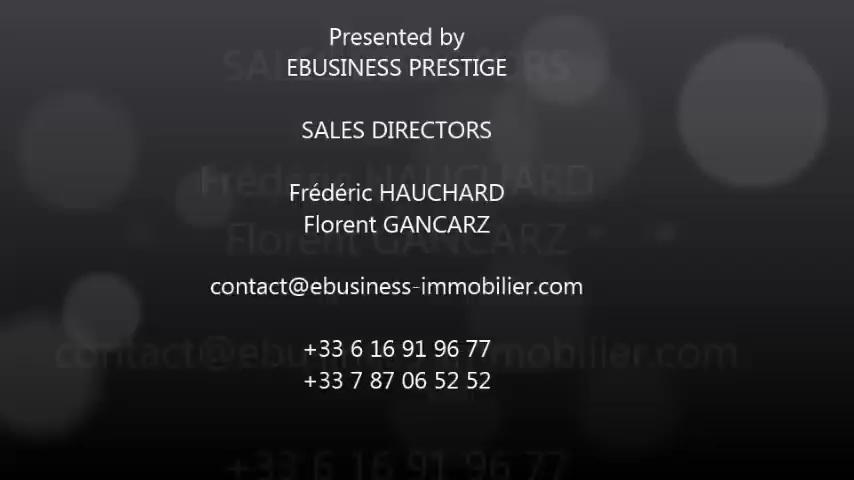 Presented by
EBUSINESS PRESTIGE
SALES DIRECTORS
Frédéric HAUCHARD
Florent GANCARZ
contact@ebusiness-immobilier.com
+33 6 16 91 96 77
+33 7 87 06 52 52